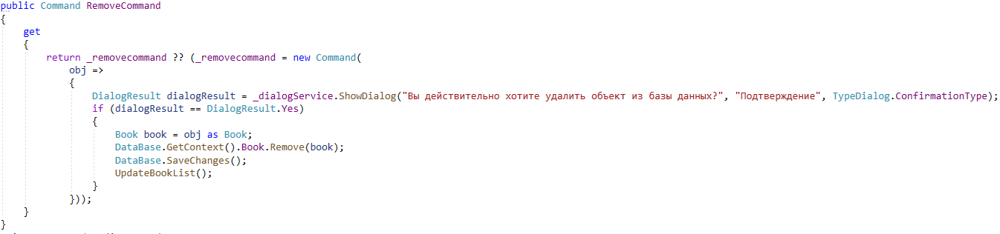 public Command RemoveCommand
{
get
{
return _removecommand ?? (_removecommand = new Command(
obj =>
{
DialogResult dialogResult = _dialogService.ShowDialog("Вы действительно хотите удалить объект из базы данных?", "Подтверждение", TypeDialog.ConfirmationType);
if (dialogResult == DialogResult.Yes)
{
Book book = obj as Book;
DataBase.GetContext().Book.Remove(book);
DataBase.SaveChanges();
UpdateBookList();
}
}));
}
}